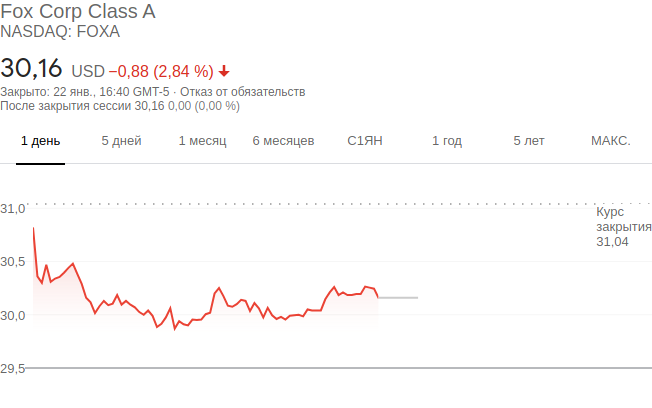 Fox Corp Class A
NASDAQ: FOXA
30,16 USD −0,88 (2,84 %)
Закрыто: 22 янв., 16:40 GMT-5 · Отказ от обязательств
После закрытия сессии 30,16 0,00 (0,00 %)
1 день 5 дней 1 месяц 6 месяцев С1ЯН 1 год 5 лет МАКС.
31,0
Курс
закрытия
31,04
30,5
30,0
29,5